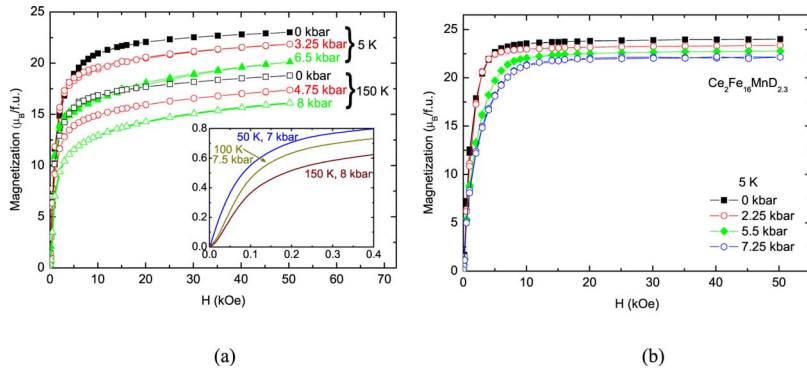 Magnetization (μB/f.u.)
25
20
15
10
5
0
0 kbar
3.25 kbar
6.5 kbar
5 K
0 kbar
4.75 kbar
8 kbar
150 K
0.8
0.6
0.4
0.2
0.0
50 K, 7 kbar
100 K
7.5 kbar
150 K, 8 kbar
0.0 0.1 0.2 0.3 0.4
0 10 20 30 40 50 60 70
H (kOe)
(a)
Magnetization (μB/f.u.)
25
20
15
10
5
0
Ce2Fe16MnD2.3
5 K
0 kbar
2.25 kbar
5.5 kbar
7.25 kbar
0 10 20 30 40 50
H (kOe)
(b)